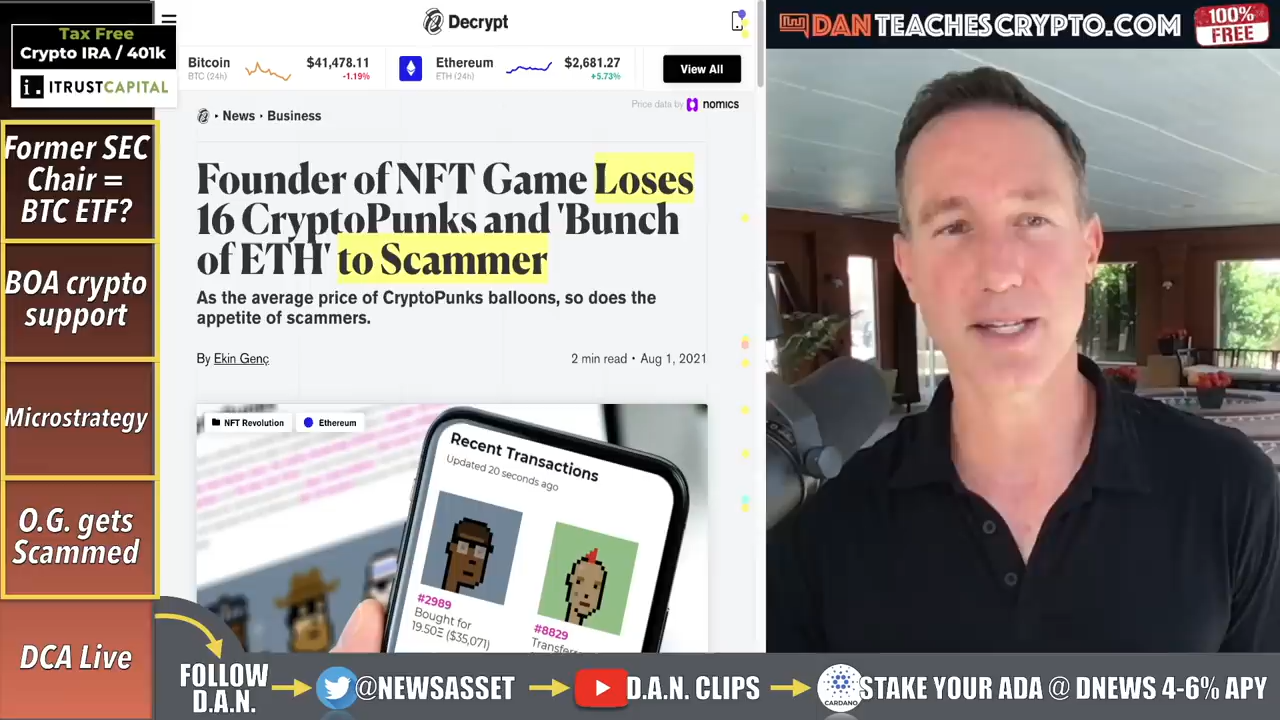 Tax Free
Crypto IRA / 401k
ITRUSTCAPITAL
Former SEC
Chair =
BTC ETF?
BOA crypto
support
Microstrategy
O.G. gets
Scammed
DCA Live
Decrypt
Bitcoin
BTC (24h)
$41,478.11
-1.19%
Ethereum
ETH (24h)
$2,681.27
+5.73%
View All
Price data by nomics
News • Business
Founder of NFT Game Loses
16 CryptoPunks and 'Bunch
of ETH' to Scammer
As the average price of CryptoPunks balloons, so does the
appetite of scammers.
By Ekin Genç
2 min read • Aug 1, 2021
NFT Revolution
Ethereum
Recent Transactions
Updated 20 seconds ago
#2989
Bought for
19.50Ξ ($35,071)
#8829
DANTEACHESCRYPTO.COM
100%
FREE
FOLLOW
D.A.N.
@NEWSASSET
D.A.N. CLIPS
CARDANO
STAKE YOUR ADA @ DNEWS 4-6% APY